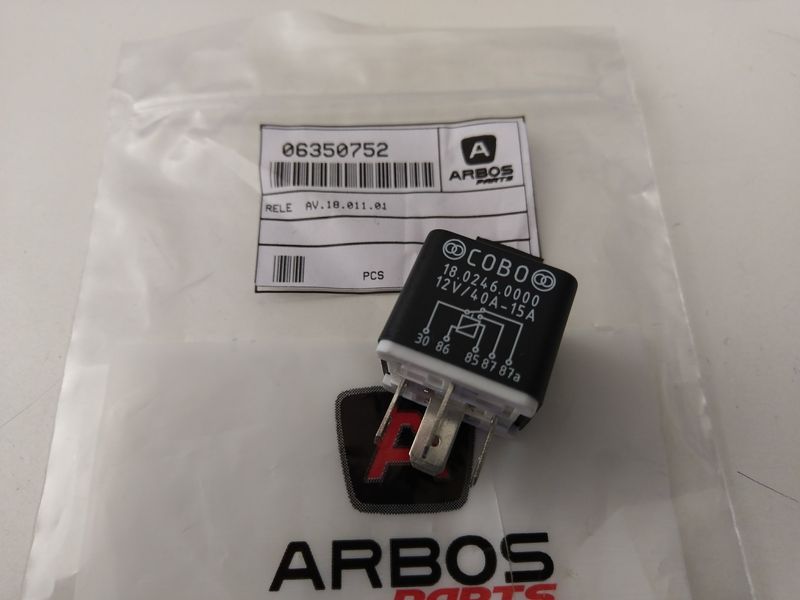 06350752
A
ARBOS
PARTS
RELE AV.18.011.01
PCS
COBO
18.0246.0000
12V/40A-15A
30 86 85 87 87a
A
ARBOS
PARTS